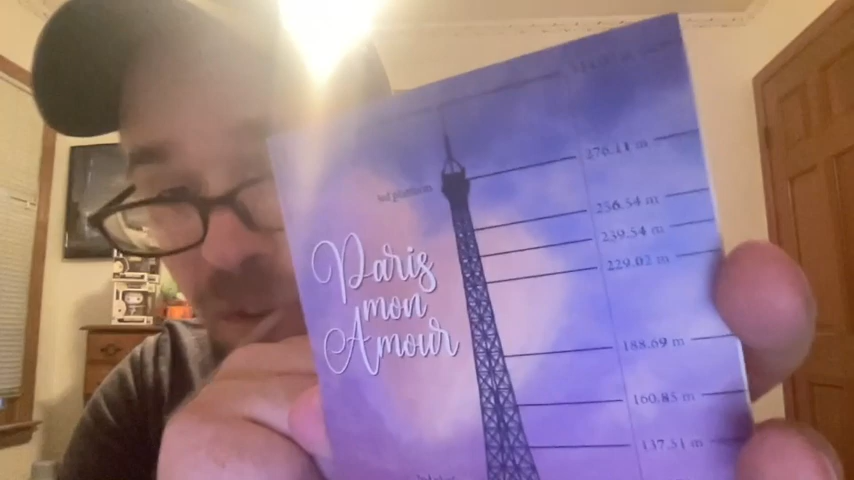 276.11 m
3rd platform
256.54 m
239.54 m
229.02 m
Paris
mon
Amour
188.69 m
160.85 m
137.51 m